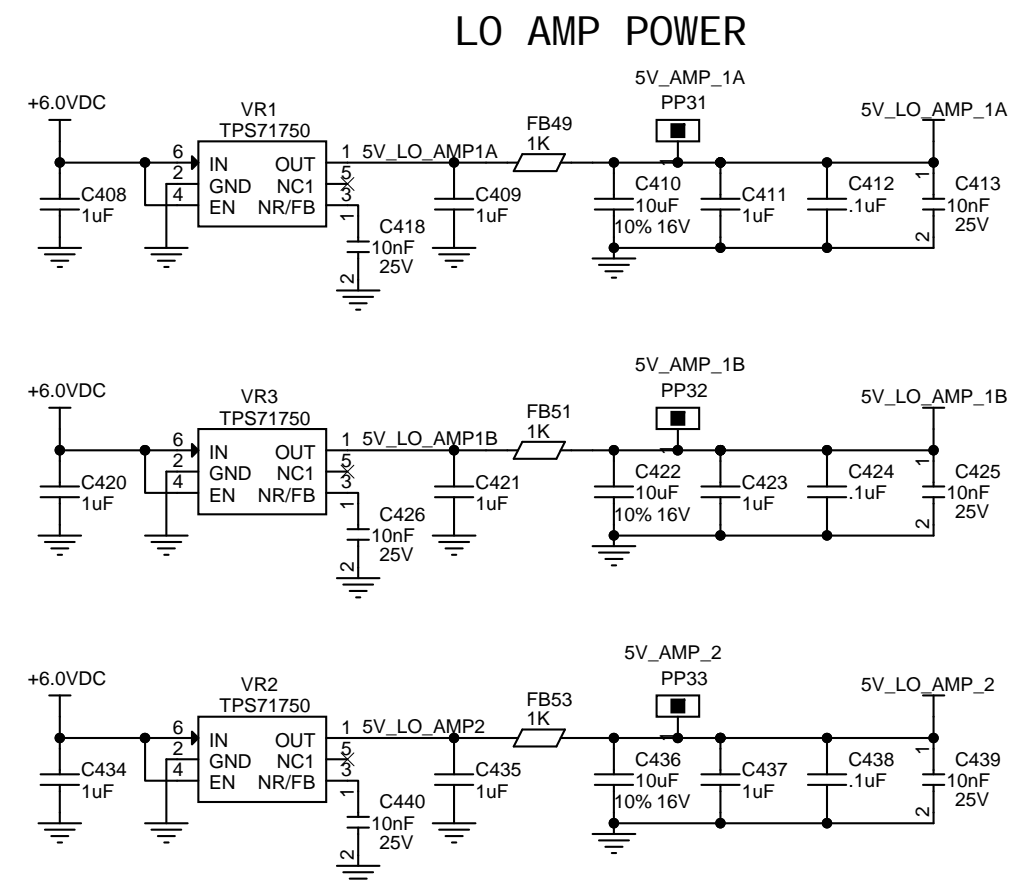 LO AMP POWER
5V_AMP_1A
+6.0VDC VR1 PP31 5V_LO_AMP_1A
TPS71750 FB49
1K
6 IN OUT 1 5V_LO_AMP1A 1 1
2 GND NC1 5
4 EN NR/FB 3
C408 C409 C410 C411 C412 C413
1uF 1uF 10uF 1uF .1uF 10nF
1 C418 10% 16V 25V
10nF 2
25V
2
5V_AMP_1B
+6.0VDC VR3 PP32 5V_LO_AMP_1B
TPS71750 FB51
1K
6 IN OUT 1 5V_LO_AMP1B 1 1
2 GND NC1 5
4 EN NR/FB 3
C420 C421 C422 C423 C424 C425
1uF 1uF 10uF 1uF .1uF 10nF
1 C426 10% 16V 25V
10nF 2
25V
2
5V_AMP_2
+6.0VDC VR2 PP33 5V_LO_AMP_2
TPS71750 FB53
1K
6 IN OUT 1 5V_LO_AMP2 1 1
2 GND NC1 5
4 EN NR/FB 3
C434 C435 C436 C437 C438 C439
1uF 1uF 10uF 1uF .1uF 10nF
1 C440 10% 16V 25V
10nF 2
25V
2